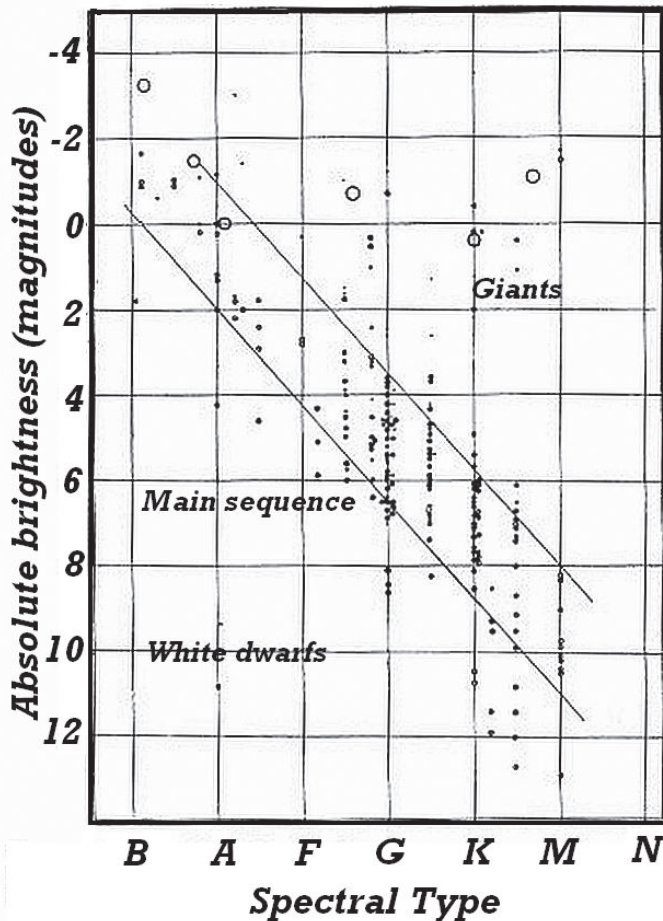 Absolute brightness (magnitudes)
-4
-2
0
2
4
6
8
10
12
Giants
Main sequence
White dwarfs
B A F G K M N
Spectral Type